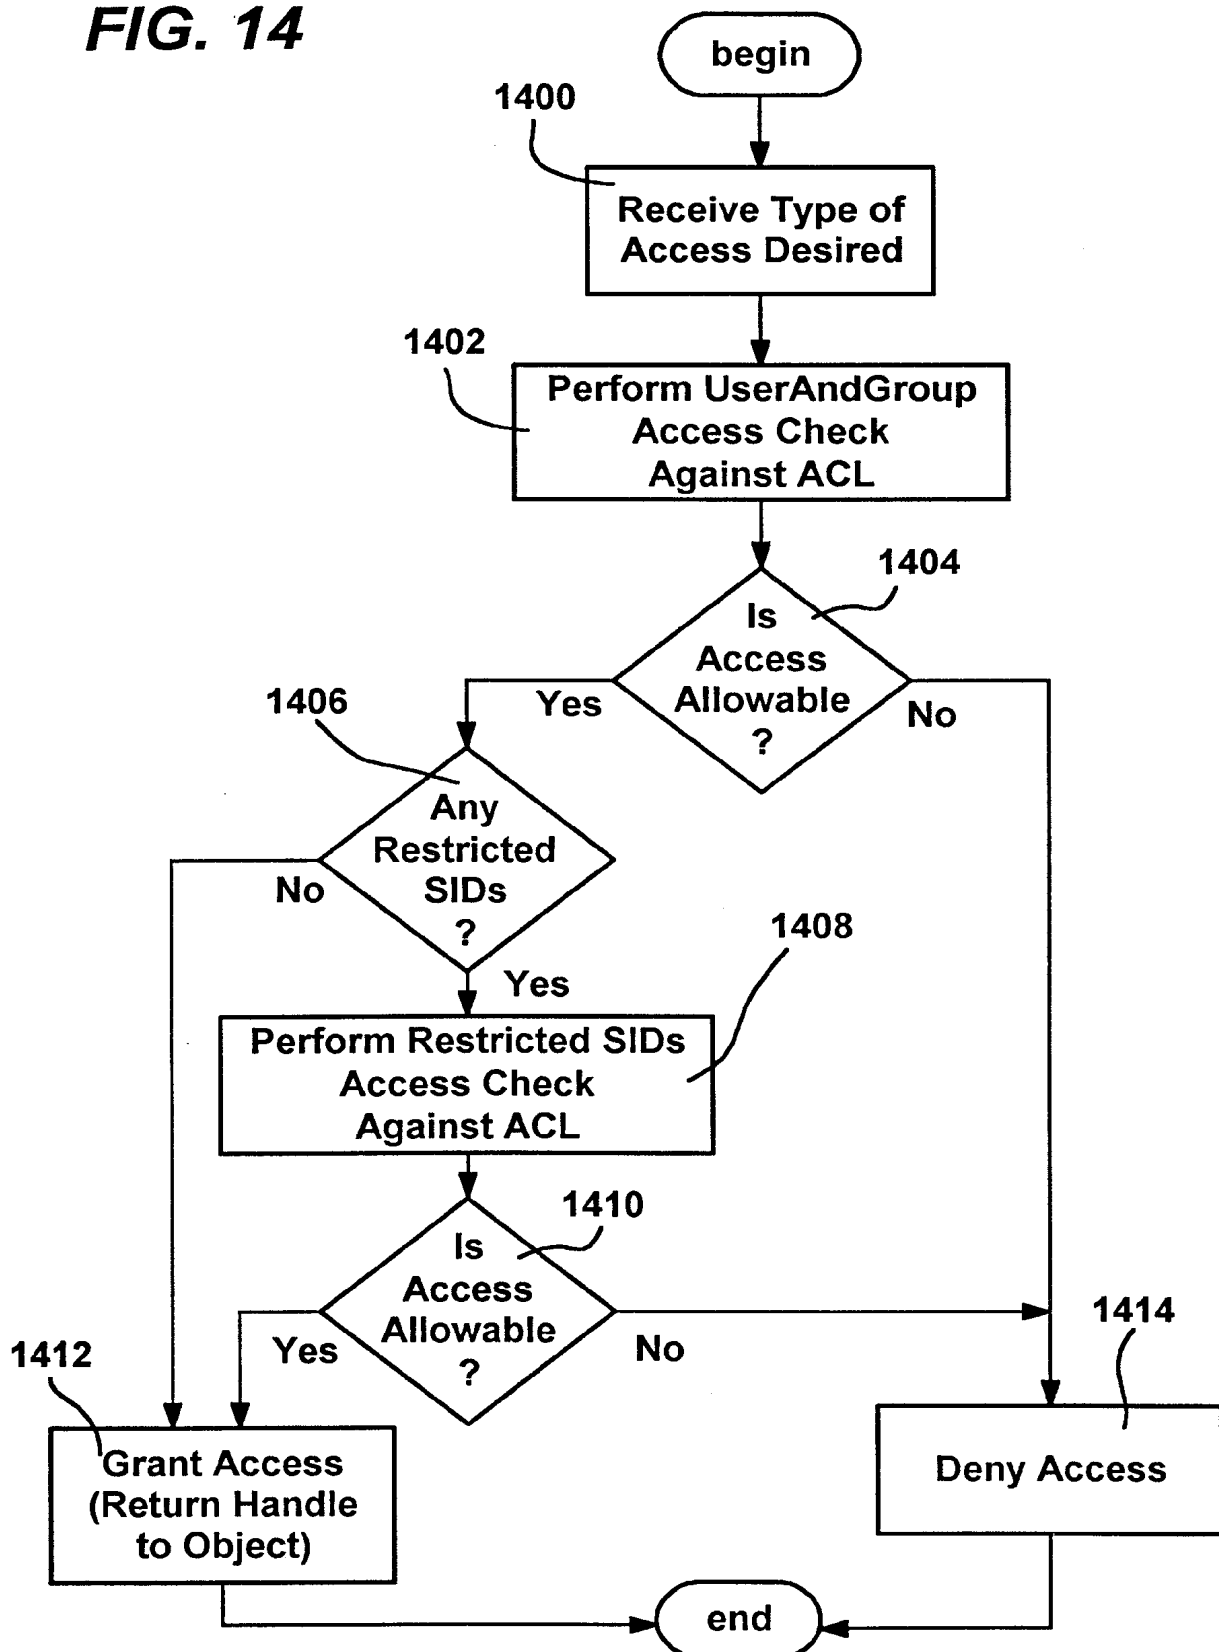 FIG. 14
begin
1400
Receive Type of
Access Desired
1402
Perform UserAndGroup
Access Check
Against ACL
1404
Is
Access
Allowable
?
Yes
No
1406
Any
Restricted
SIDs
?
No
Yes
1408
Perform Restricted SIDs
Access Check
Against ACL
1410
Is
Access
Allowable
?
Yes
No
1412
Grant Access
(Return Handle
to Object)
1414
Deny Access
end